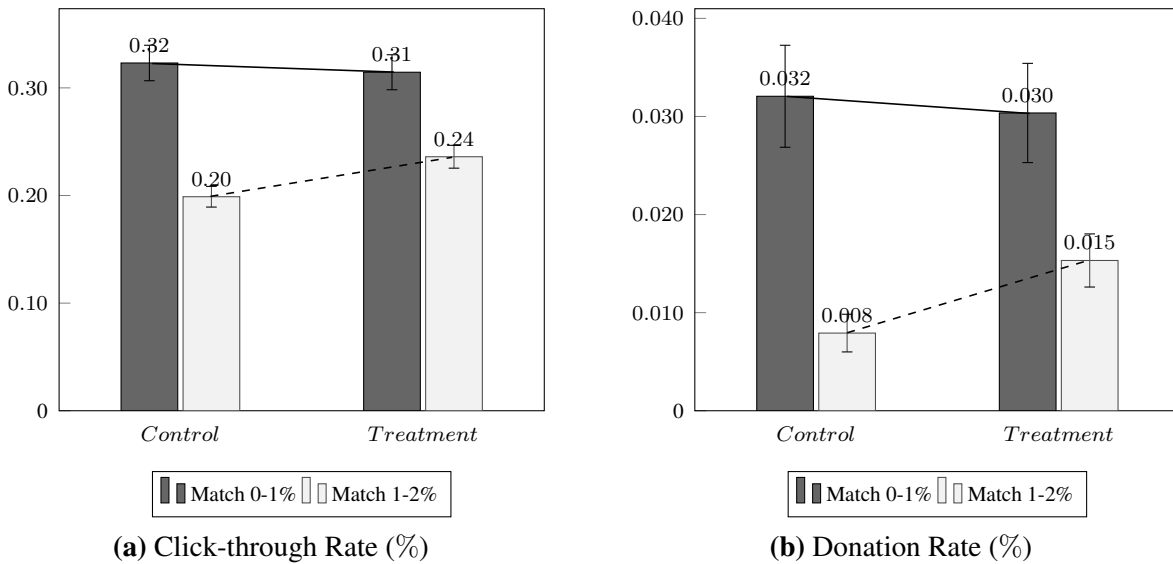 0.30
0.20
0.10
0
0.32
0.31
0.20
0.24
Control Treatment
Match 0-1% Match 1-2%
(a) Click-through Rate (%)
0.040
0.030
0.020
0.010
0
0.032
0.030
0.008
0.015
Control Treatment
Match 0-1% Match 1-2%
(b) Donation Rate (%)